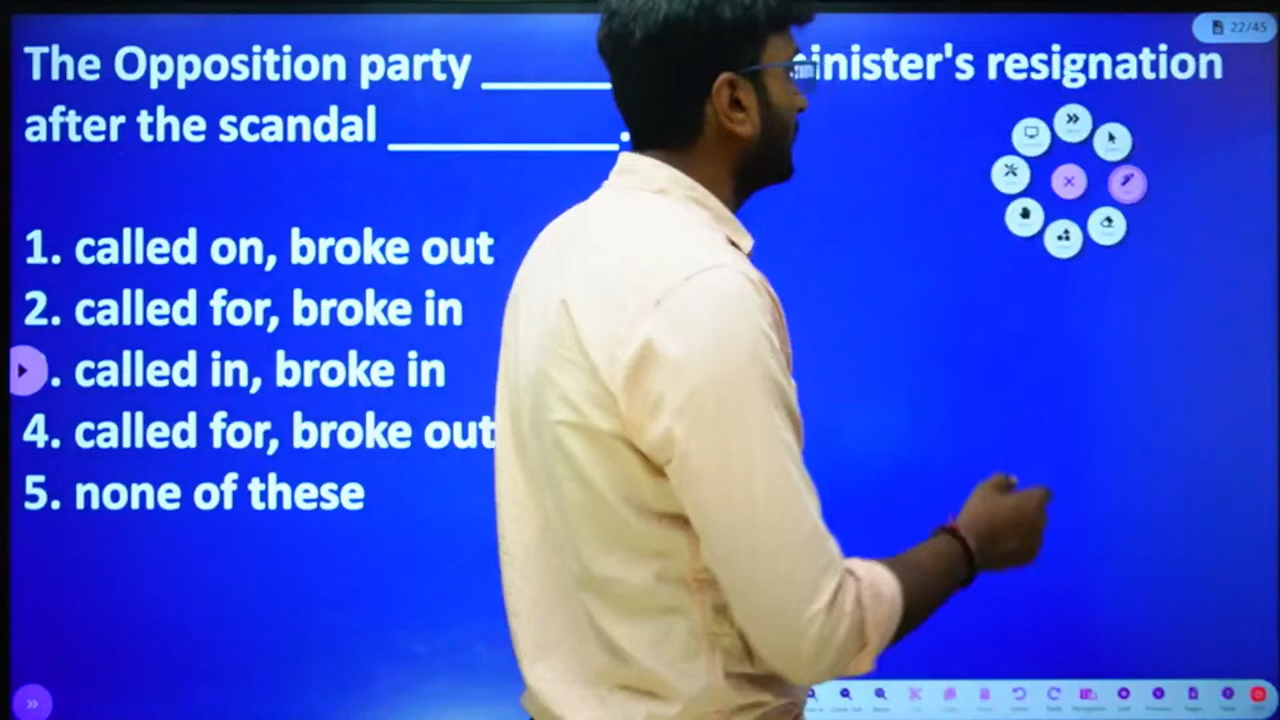 The Opposition party ______ inister's resignation
after the scandal __________.
1. called on, broke out
2. called for, broke in
. called in, broke in
4. called for, broke out
5. none of these
22/45